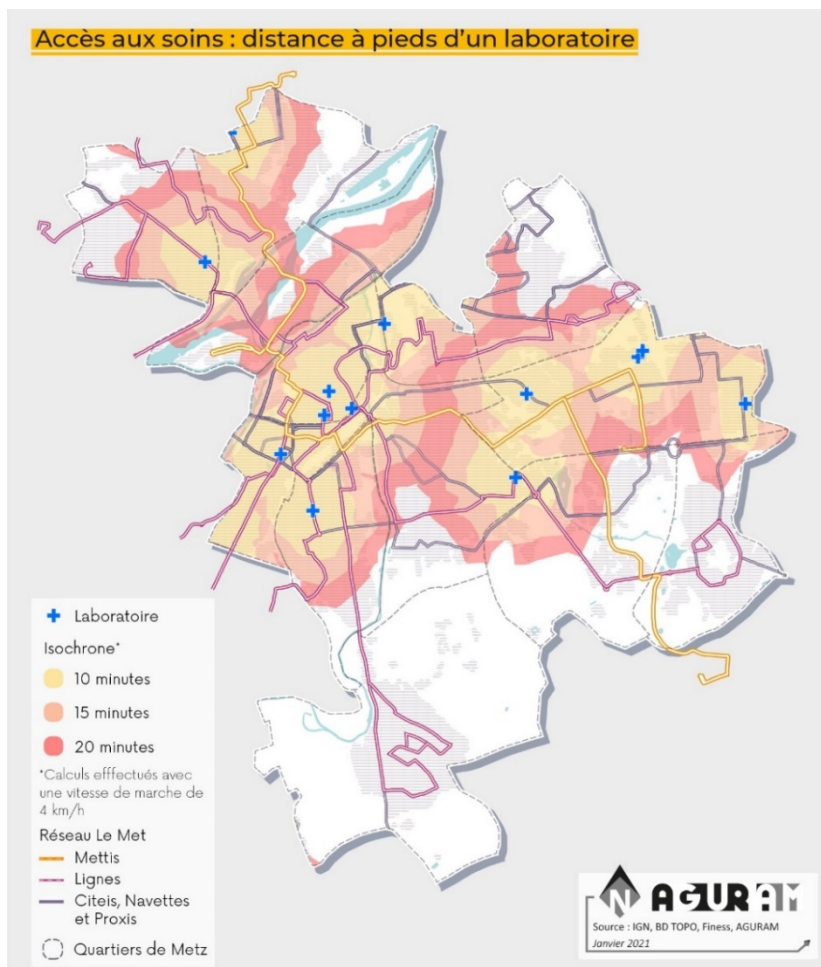 Accès aux soins : distance à pieds d'un laboratoire
Laboratoire
Isochrone*
10 minutes
15 minutes
20 minutes
*Calculs efffectués avec
une vitesse de marche de
4 km/h
Réseau Le Met
Mettis
Lignes
Citeis, Navettes
et Proxis
Quartiers de Metz
N AGURAM
Source : IGN, BD TOPO, Finess, AGURAM
Janvier 2021